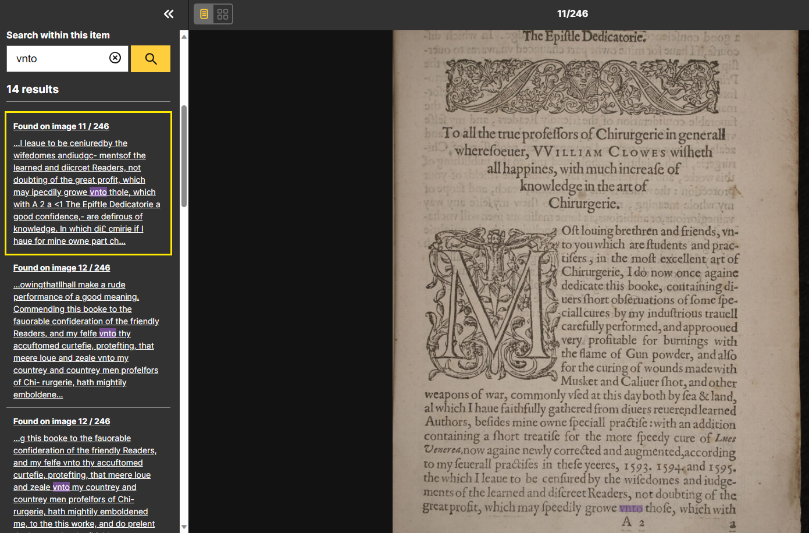 Search within this item
vnto
14 results
Found on image 11 / 246
...I leaue to be ceniuredby the
wifedomes andiudgc- mentsofthe
learned and diicrcet Readers, not
doubting of the great profit, which
may ipecdily growe vnto thole, which
with A 2 a <1 The Epiftle Dedicatorie a
good confidence,- are defirous of
knowledge. In which dif£ cmirie if I
haue for mine owne part ch...
Found on image 12 / 246
...owingthatIlhall make a rude
performance of a good meaning,
Commending this booke to the
fauorable confideration of the friendly
Readers, and my felfe vnto thy
accuftomed curtefie, protefting, that
meere loue and zeale vnto my
countrey and countrey men profelfors
of Chi- rurgerie, hath mightily
emboldene...
Found on image 12 / 246
...g this booke to the fauorable
confideration of the friendly Readers,
and my felfe vnto thy accuftomed
curtefie, protefting, that meere loue
and zeale vnto my countrey and
countrey men profelfors of Chi-
rurgerie, hath mightily emboldened
me, to the this worke, and do prelent
11/246
The Epiſtle Dedicatorie.
To all the true profeſſors of Chirurgerie in generall
whereſoeuer, VVILLIAM CLOWES wiſheth
all happines, with much increaſe of
knowledge in the art of
Chirurgerie.
MOſt louing brethren and friends, vn-
to you which are ſtudents and prac-
tiſers, in the moſt excellent art of
Chirurgerie, I do now once againe
dedicate this booke, containing di-
uers ſhort obſeruations of ſome ſpe-
ciall cures by my induſtrious trauell
carefully performed, and approoued
very profitable for burnings with
the flame of Gun powder, and alſo
for the curing of wounds made with
Musket and Caliuer ſhot, and other
weapons of war, commonly vſed at this day both by ſea & land,
al which I haue faithfully gathered from diuers reuerend learned
Authors, beſides mine owne ſpeciall practiſe: with an addition
containing a ſhort treatiſe for the more ſpeedy cure of Lues
Venerea, now againe newly corrected and augmented, according
to my ſeuerall practiſes in theſe yeeres, 1593. 1594. and 1595.
the which I leaue to be cenſured by the wiſedomes and iudge-
ments of the learned and diſcreet Readers, not doubting of the
great profit, which may ſpeedily growe vnto thoſe, which with
A 2